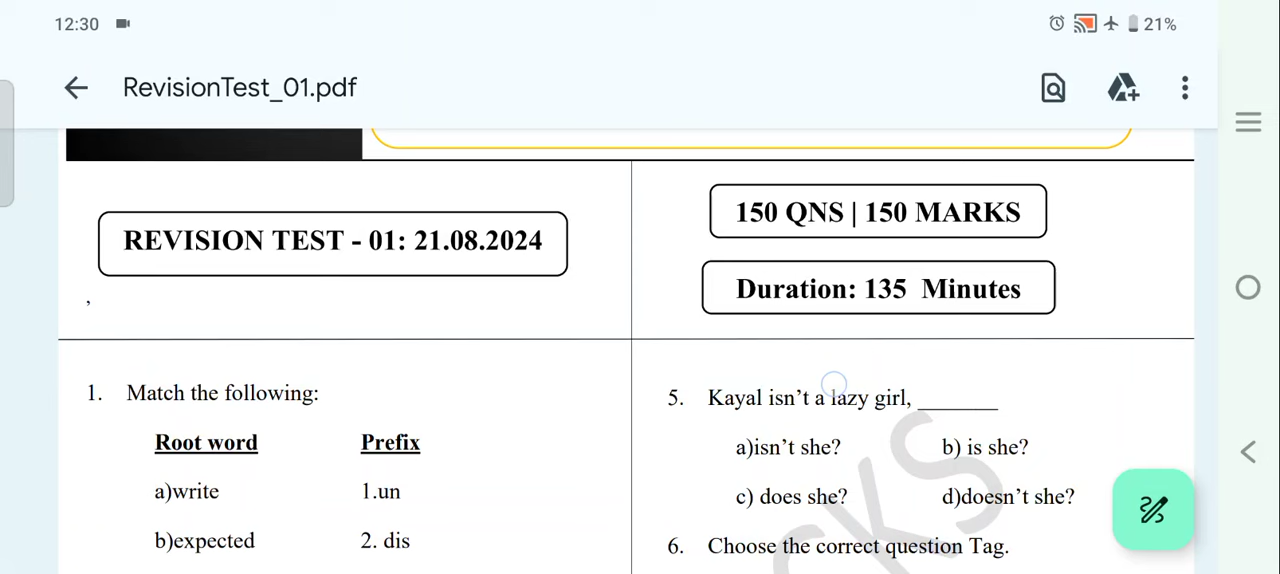 12:30
21%
RevisionTest_01.pdf
REVISION TEST - 01: 21.08.2024
,
150 QNS | 150 MARKS
Duration: 135 Minutes
1. Match the following:
Root word Prefix
a)write 1.un
b)expected 2. dis
5. Kayal isn’t a lazy girl, _______
a)isn’t she? b) is she?
c) does she? d)doesn’t she?
6. Choose the correct question Tag.